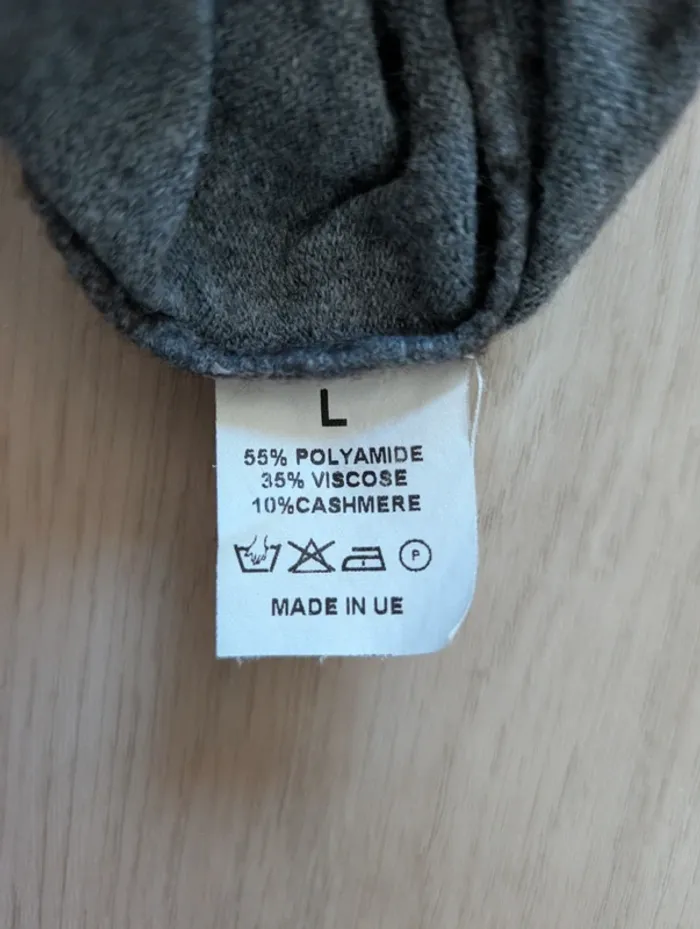 L
55% POLYAMIDE
35% VISCOSE
10%CASHMERE
P
MADE IN UE